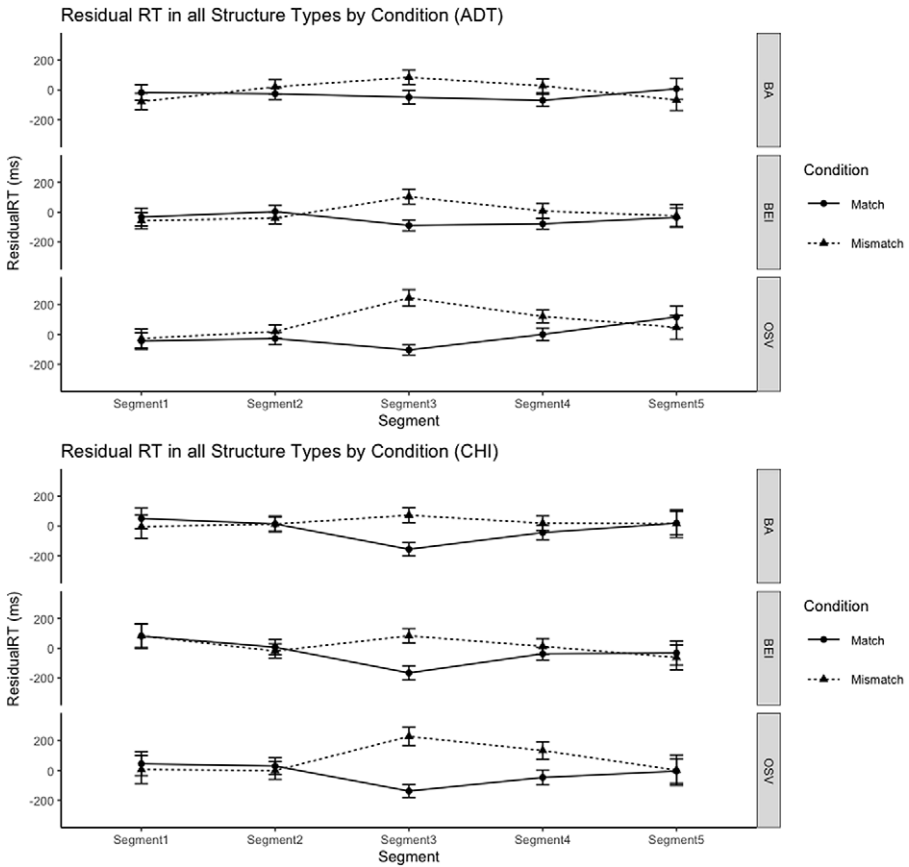 Residual RT in all Structure Types by Condition (ADT)
200
0
-200
BA
200
0
-200
BEI
200
0
-200
OSV
ResidualRT (ms)
Segment1 Segment2 Segment3 Segment4 Segment5
Segment
Condition
Match
Mismatch
Residual RT in all Structure Types by Condition (CHI)
200
0
-200
BA
200
0
-200
BEI
200
0
-200
OSV
ResidualRT (ms)
Segment1 Segment2 Segment3 Segment4 Segment5
Segment
Condition
Match
Mismatch